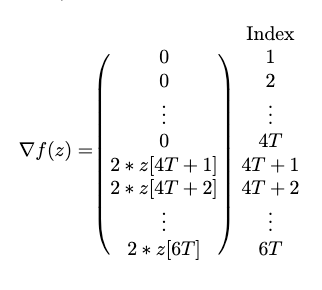 Index
0 1
0 2
⋮ ⋮
0 4T
∇f(z) = 2 ∗ z[4T + 1] 4T + 1
2 ∗ z[4T + 2] 4T + 2
⋮ ⋮
2 ∗ z[6T] 6T